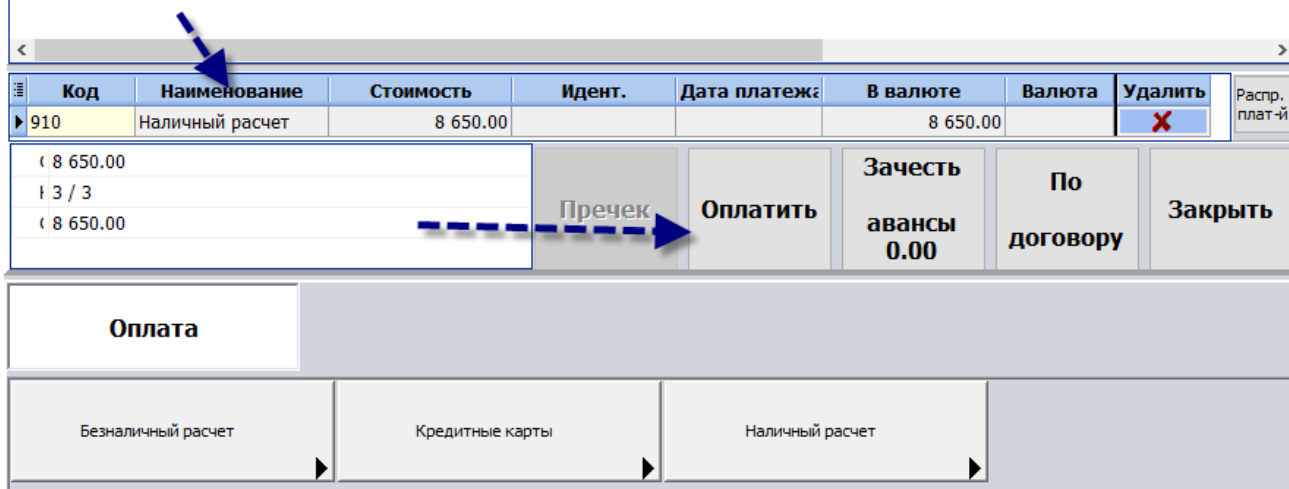 Код Наименование Стоимость Идент. Дата платежа В валюте Валюта Удалить Распр. плат-й
910 Наличный расчет 8 650.00 8 650.00
8 650.00
3 / 3
8 650.00
Пречек
Оплатить
Зачесть
авансы
0.00
По
договору
Закрыть
Оплата
Безналичный расчет Кредитные карты Наличный расчет